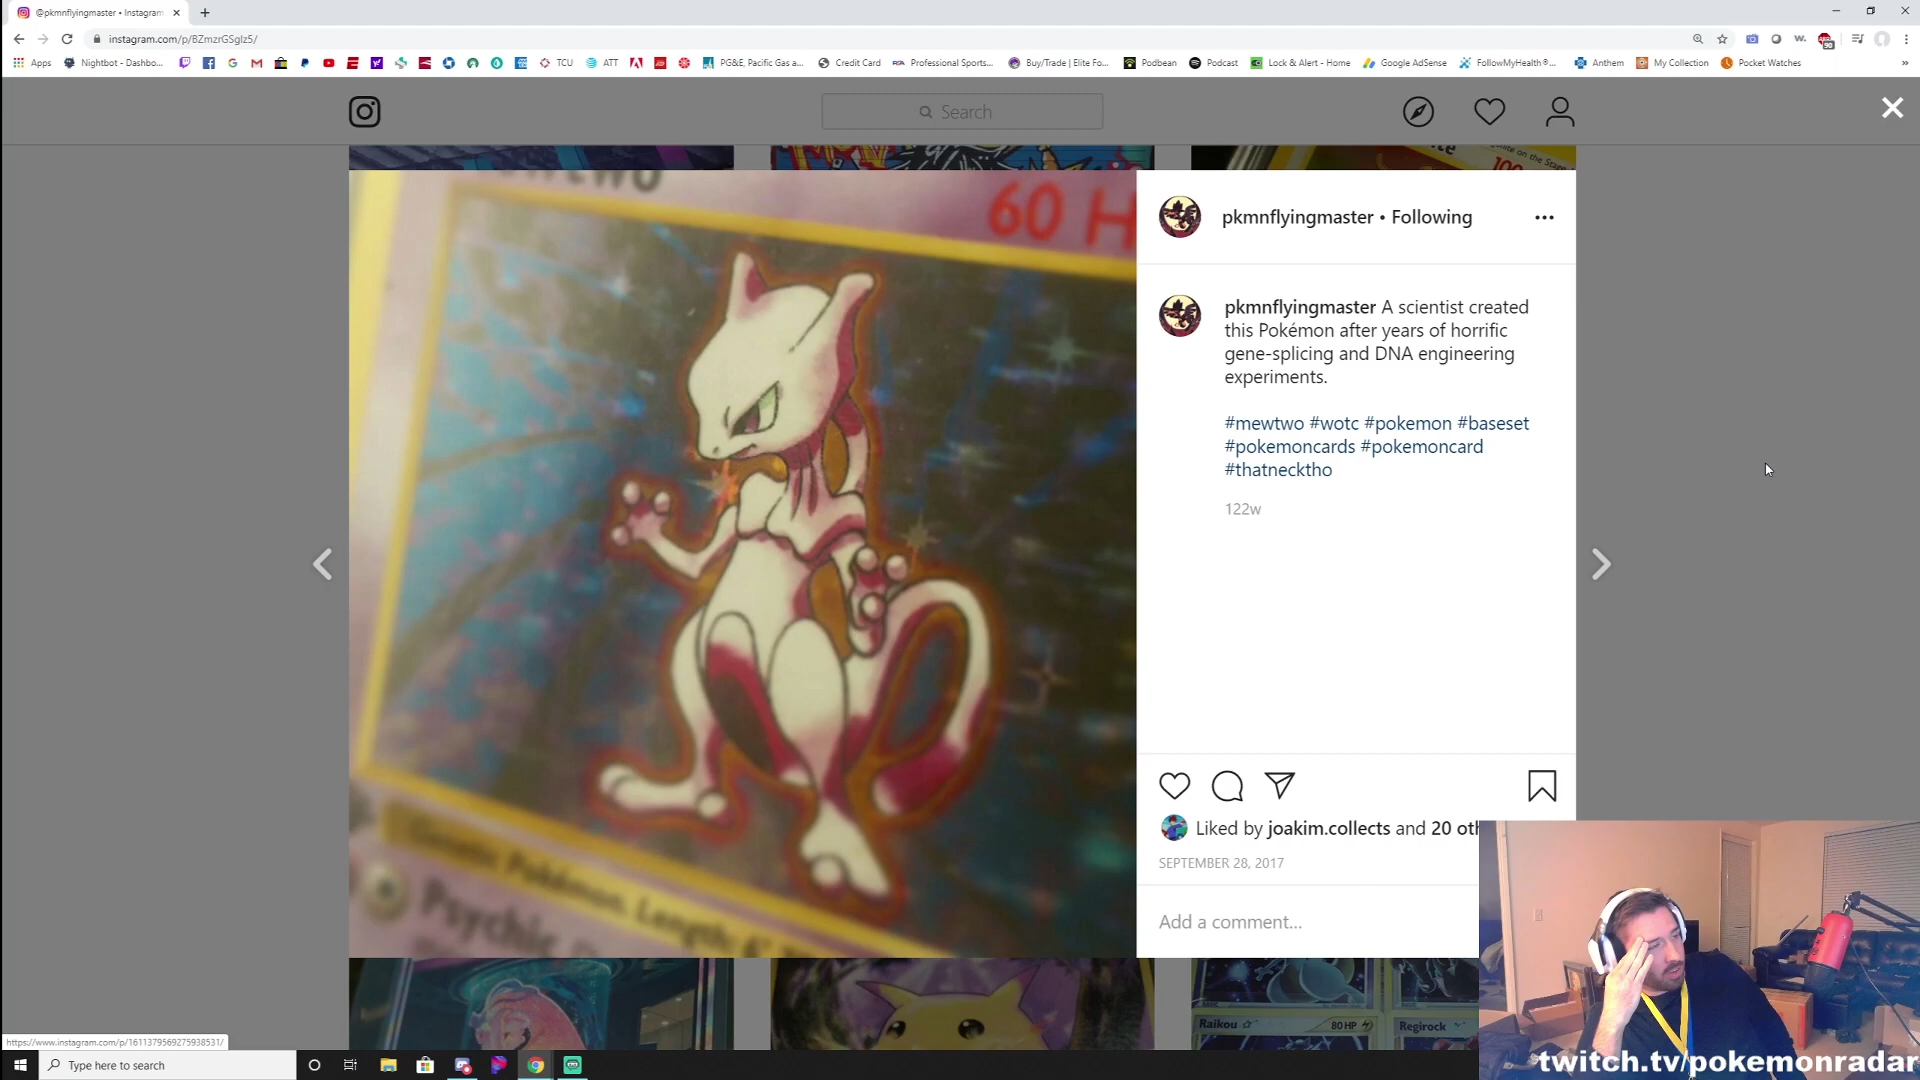 @pkmnflyingmaster • Instagram
instagram.com/p/BZmzrGSglz5/
Apps
Nightbot - Dashbo...
TCU
ATT
PG&E, Pacific Gas a...
Credit Card
Professional Sports...
Buy/Trade | Elite Fo...
Podbean
Podcast
Lock & Alert - Home
Google AdSense
FollowMyHealth®...
Anthem
My Collection
Pocket Watches
Search
60 H
pkmnflyingmaster • Following
pkmnflyingmaster A scientist created
this Pokémon after years of horrific
gene-splicing and DNA engineering
experiments.
#mewtwo #wotc #pokemon #baseset
#pokemoncards #pokemoncard
#thatnecktho
122w
Pokémon. Length: 6'
Psychic
Liked by joakim.collects and 20 oth
SEPTEMBER 28, 2017
Add a comment...
Raikou
80 HP
Regirock
https://www.instagram.com/p/1611379569275938531/
Type here to search
twitch.tv/pokemonradar